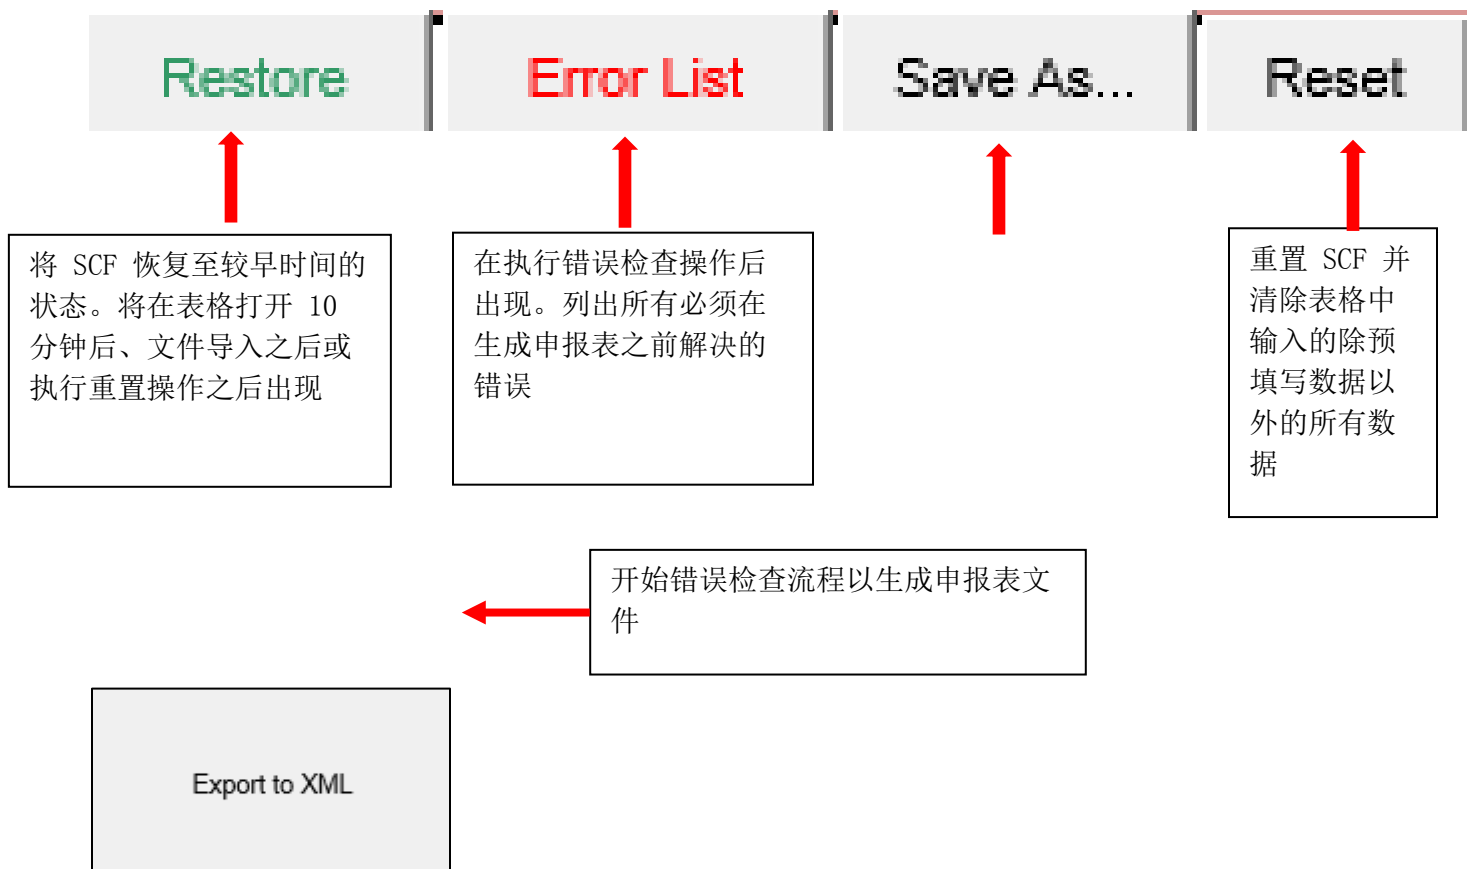 Restore
Error List
Save As...
Reset
将 SCF 恢复至较早时间的
状态。将在表格打开 10
分钟后、文件导入之后或
执行重置操作之后出现
在执行错误检查操作后
出现。列出所有必须在
生成申报表之前解决的
错误
重置 SCF 并
清除表格中
输入的除预
填写数据以
外的所有数
据
开始错误检查流程以生成申报表文
件
Export to XML